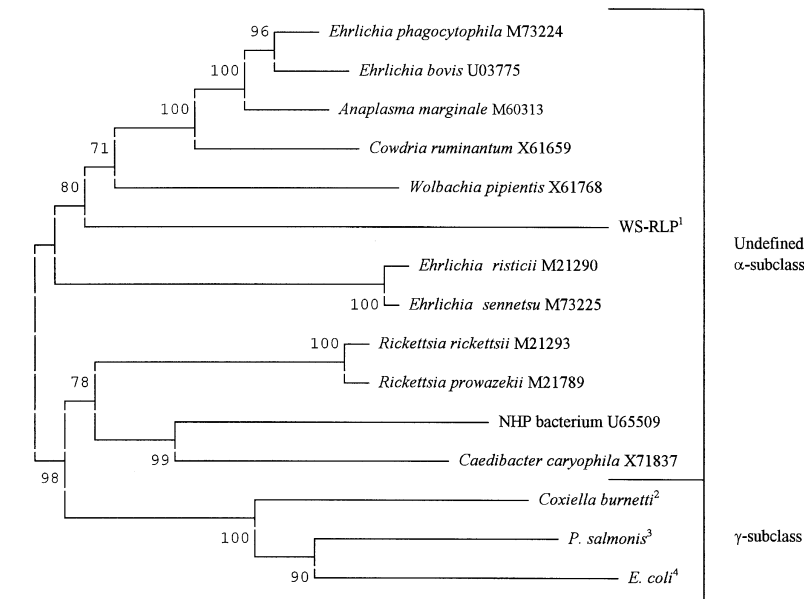 96
Ehrlichia phagocytophila M73224
Ehrlichia bovis U03775
100
Anaplasma marginale M60313
100
Cowdria ruminantum X61659
71
Wolbachia pipientis X61768
80
WS-RLP1
Undefined
α-subclass
Ehrlichia risticii M21290
100
Ehrlichia sennetsu M73225
100
Rickettsia rickettsii M21293
Rickettsia prowazekii M21789
78
NHP bacterium U65509
99
Caedibacter caryophila X71837
98
Coxiella burnetti2
100
P. salmonis3
γ-subclass
90
E. coli4